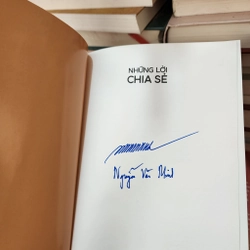 NHỮNG LỜI
CHIA SẺ
Nguyễn Văn